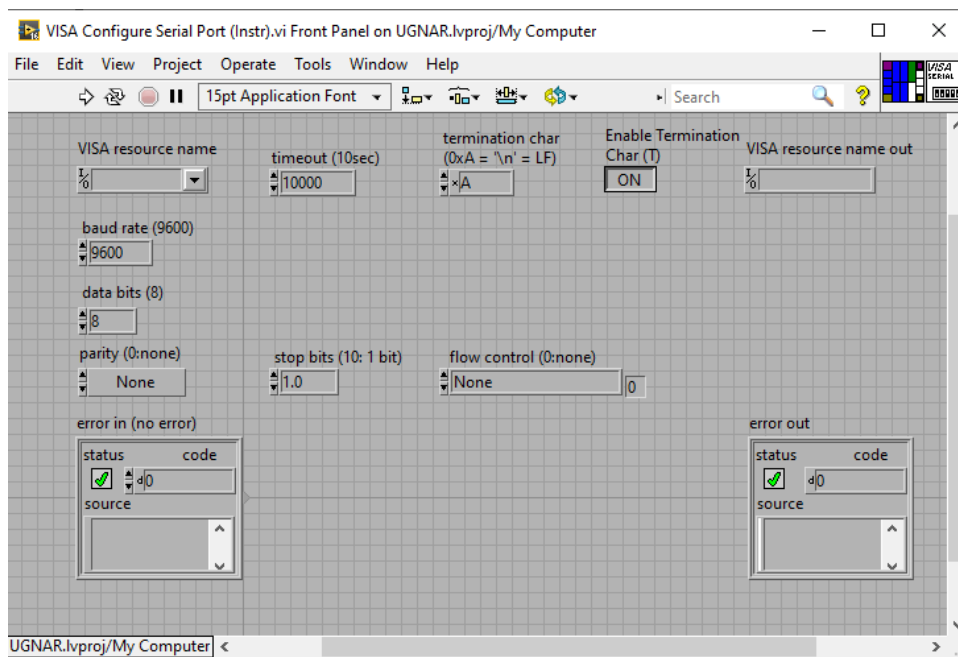 VISA Configure Serial Port (Instr).vi Front Panel on UGNAR.lvproj/My Computer
File Edit View Project Operate Tools Window Help
15pt Application Font
Search
VISA
SERIAL
VISA resource name
timeout (10sec)
10000
termination char
(0xA = '\n' = LF)
×A
Enable Termination
Char (T)
ON
VISA resource name out
baud rate (9600)
9600
data bits (8)
8
parity (0:none)
None
stop bits (10: 1 bit)
1.0
flow control (0:none)
None
0
error in (no error)
status code
d0
source
error out
status code
d0
source
UGNAR.lvproj/My Computer